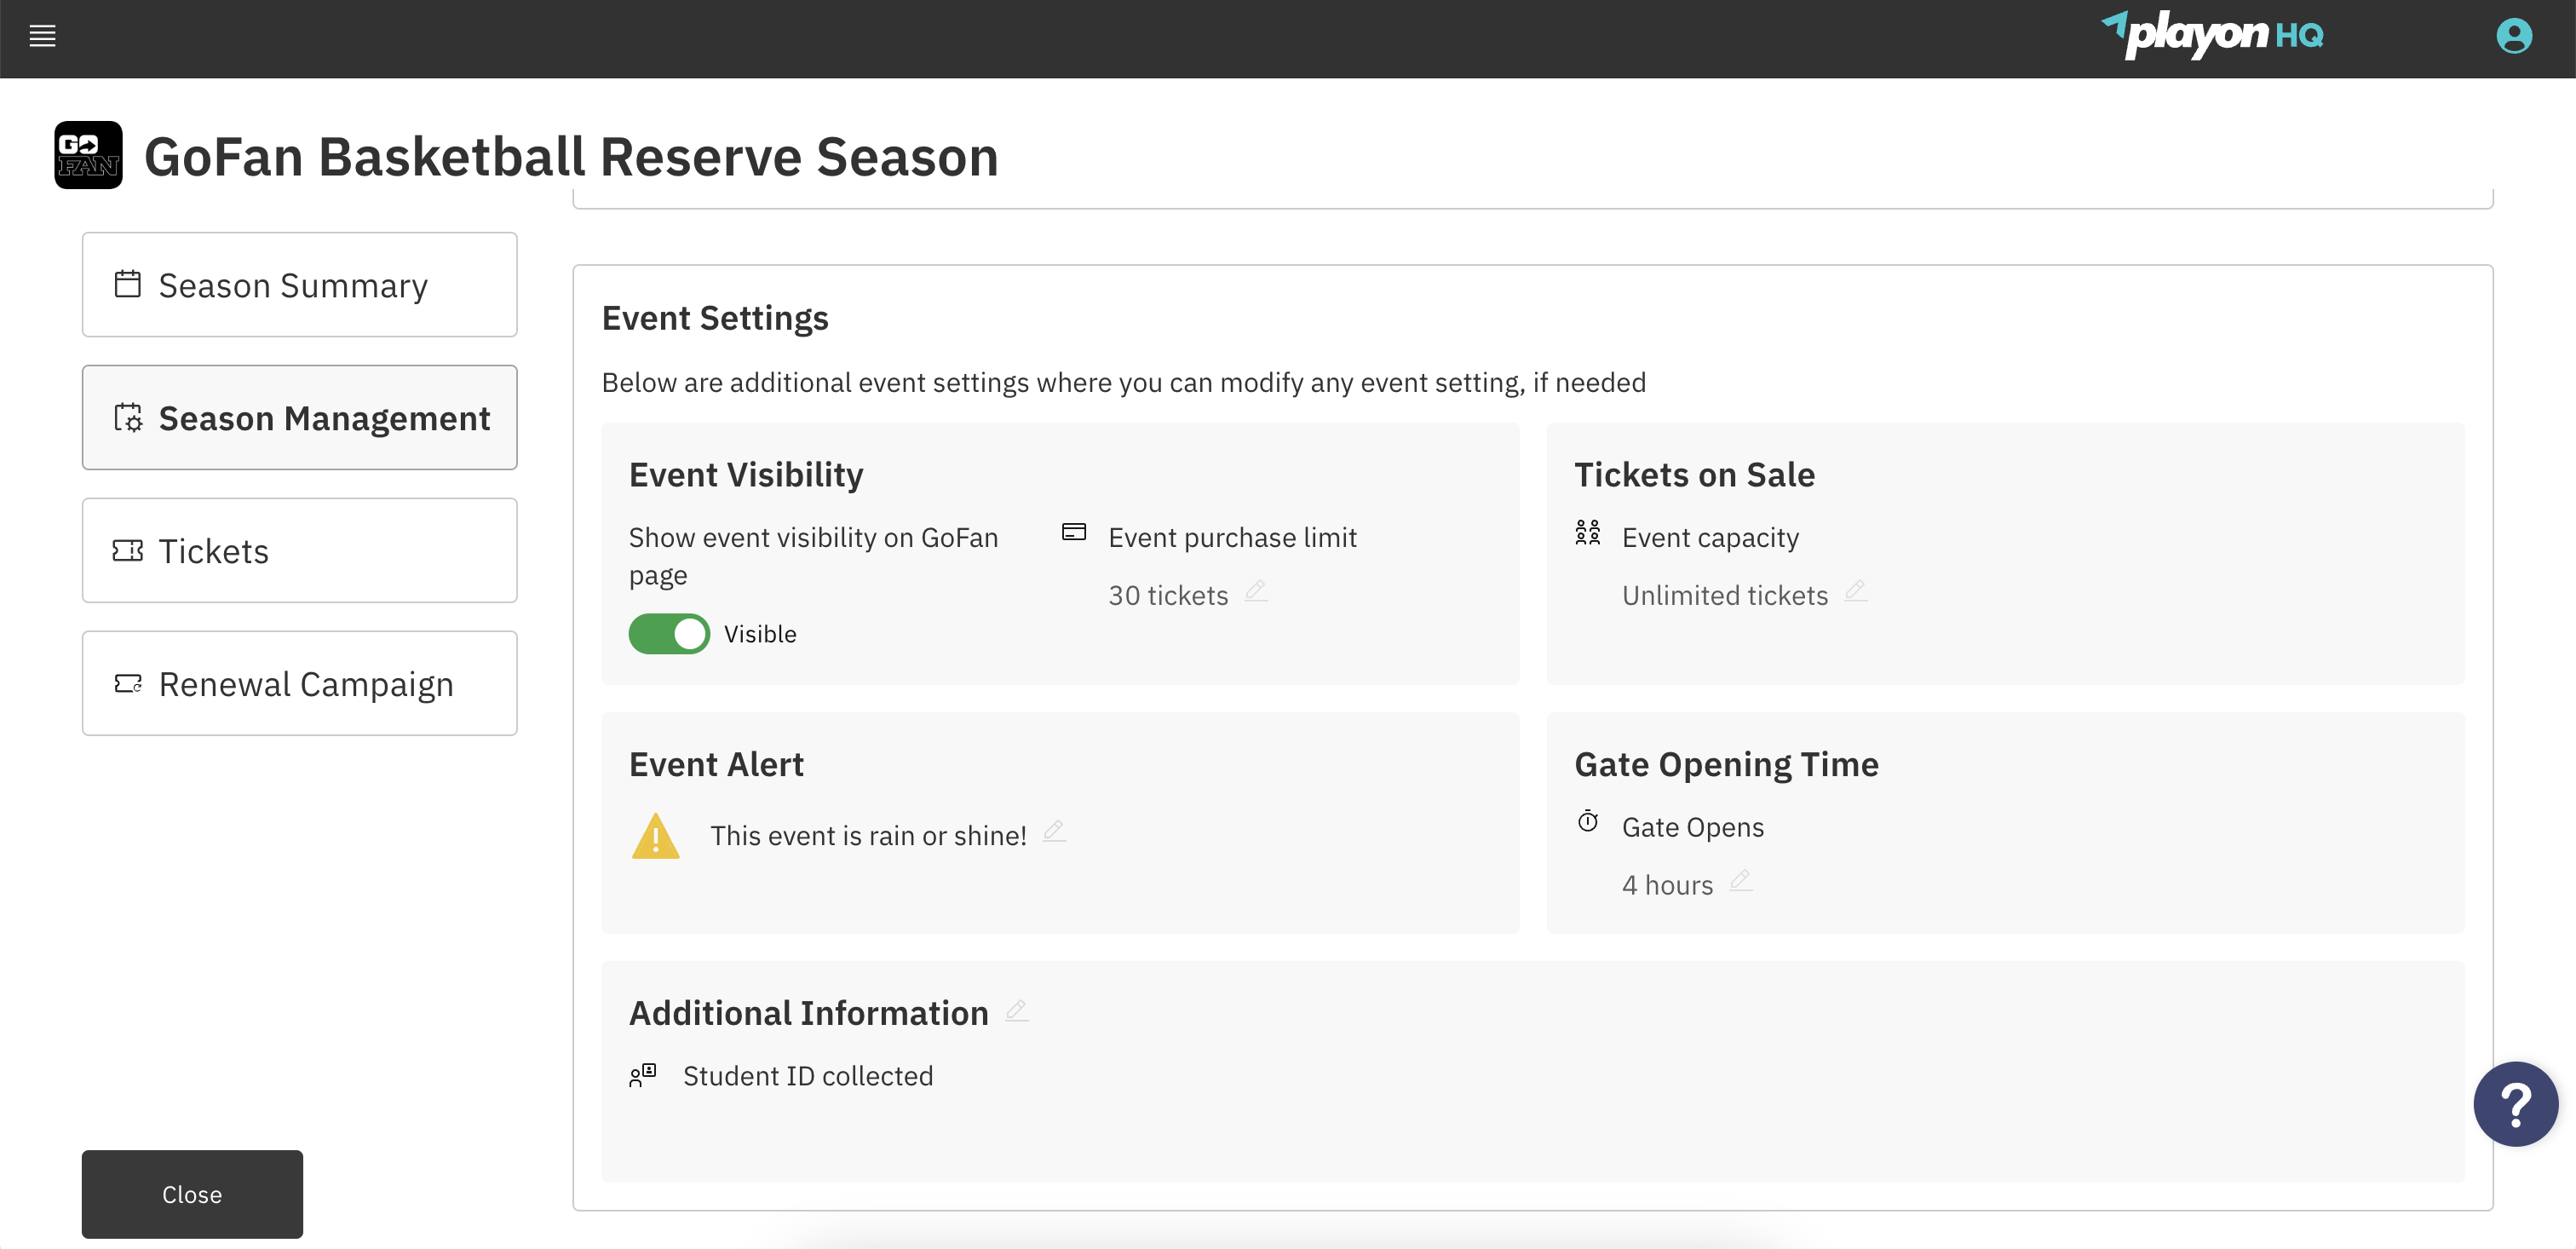 playon HQ
GO FAN
GoFan Basketball Reserve Season
Season Summary
Season Management
Tickets
Renewal Campaign
Close
Event Settings
Below are additional event settings where you can modify any event setting, if needed
Event Visibility
Show event visibility on GoFan
page
Visible
Event purchase limit
30 tickets
Tickets on Sale
Event capacity
Unlimited tickets
Event Alert
This event is rain or shine!
Gate Opening Time
Gate Opens
4 hours
Additional Information
Student ID collected
?